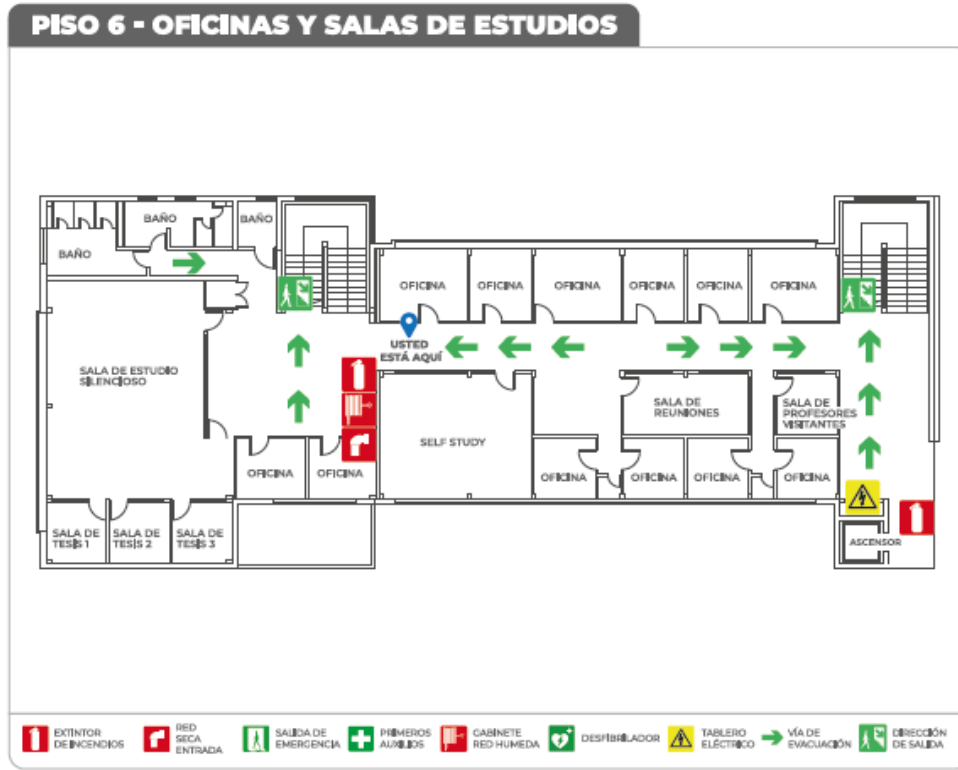 PISO 6 - OFICINAS Y SALAS DE ESTUDIOS
BAÑO
BAÑO
BAÑO
OFICINA
OFICINA
OFICINA
OFICINA
OFICINA
OFICINA
USTED
ESTÁ AQUÍ
SALA DE ESTUDIO
SILENCIOSO
SELF STUDY
SALA DE
REUNIONES
SALA DE
PROFESORES
VISITANTES
OFICINA
OFICINA
OFICINA
OFICINA
OFICINA
OFICINA
SALA DE
TESIS 1
SALA DE
TESIS 2
SALA DE
TESIS 3
ASCENSOR
EXTINTOR
DE INCENDIOS
RED
SECA
ENTRADA
SALIDA DE
EMERGENCIA
PRIMEROS
AUXILIOS
GABINETE
RED HUMEDA
DESFIBRILADOR
TABLERO
ELÉCTRICO
VÍA DE
EVACUACIÓN
DIRECCIÓN
DE SALIDA